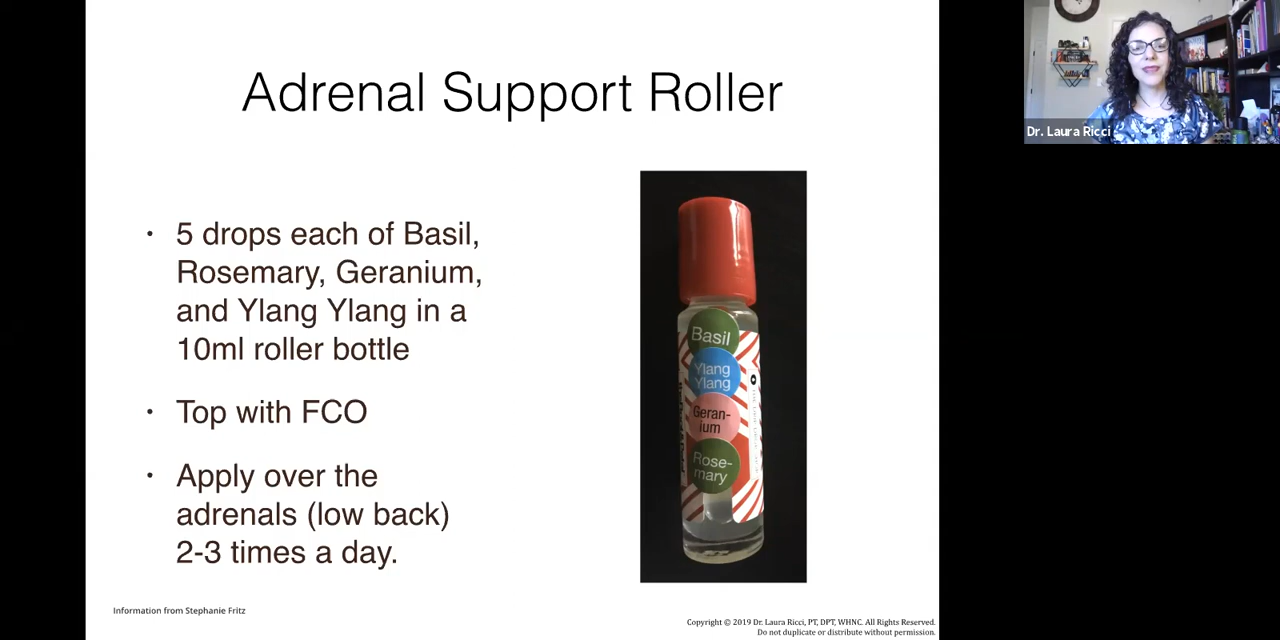 Adrenal Support Roller
• 5 drops each of Basil,
Rosemary, Geranium,
and Ylang Ylang in a
10ml roller bottle
• Top with FCO
• Apply over the
adrenals (low back)
2-3 times a day.
Basil
Ylang
Ylang
Geran-
ium
Rose-
mary
Information from Stephanie Fritz
Copyright © 2019 Dr. Laura Ricci, PT, DPT, WHNC. All Rights Reserved.
Do not duplicate or distribute without permission.
Dr. Laura Ricci